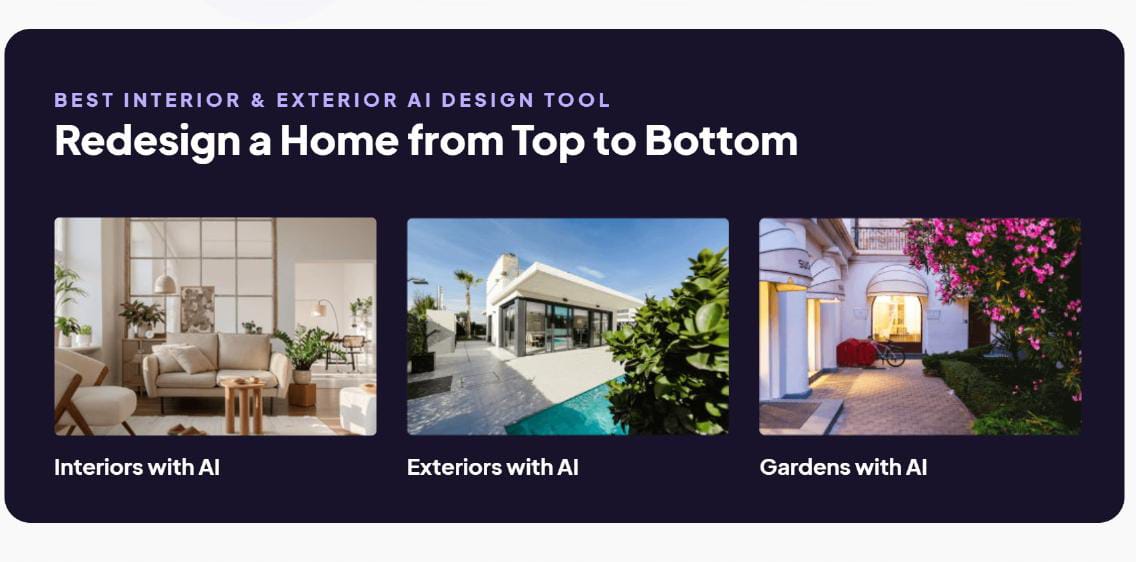 BEST INTERIOR & EXTERIOR AI DESIGN TOOL
Redesign a Home from Top to Bottom
Interiors with AI
Exteriors with AI
Gardens with AI